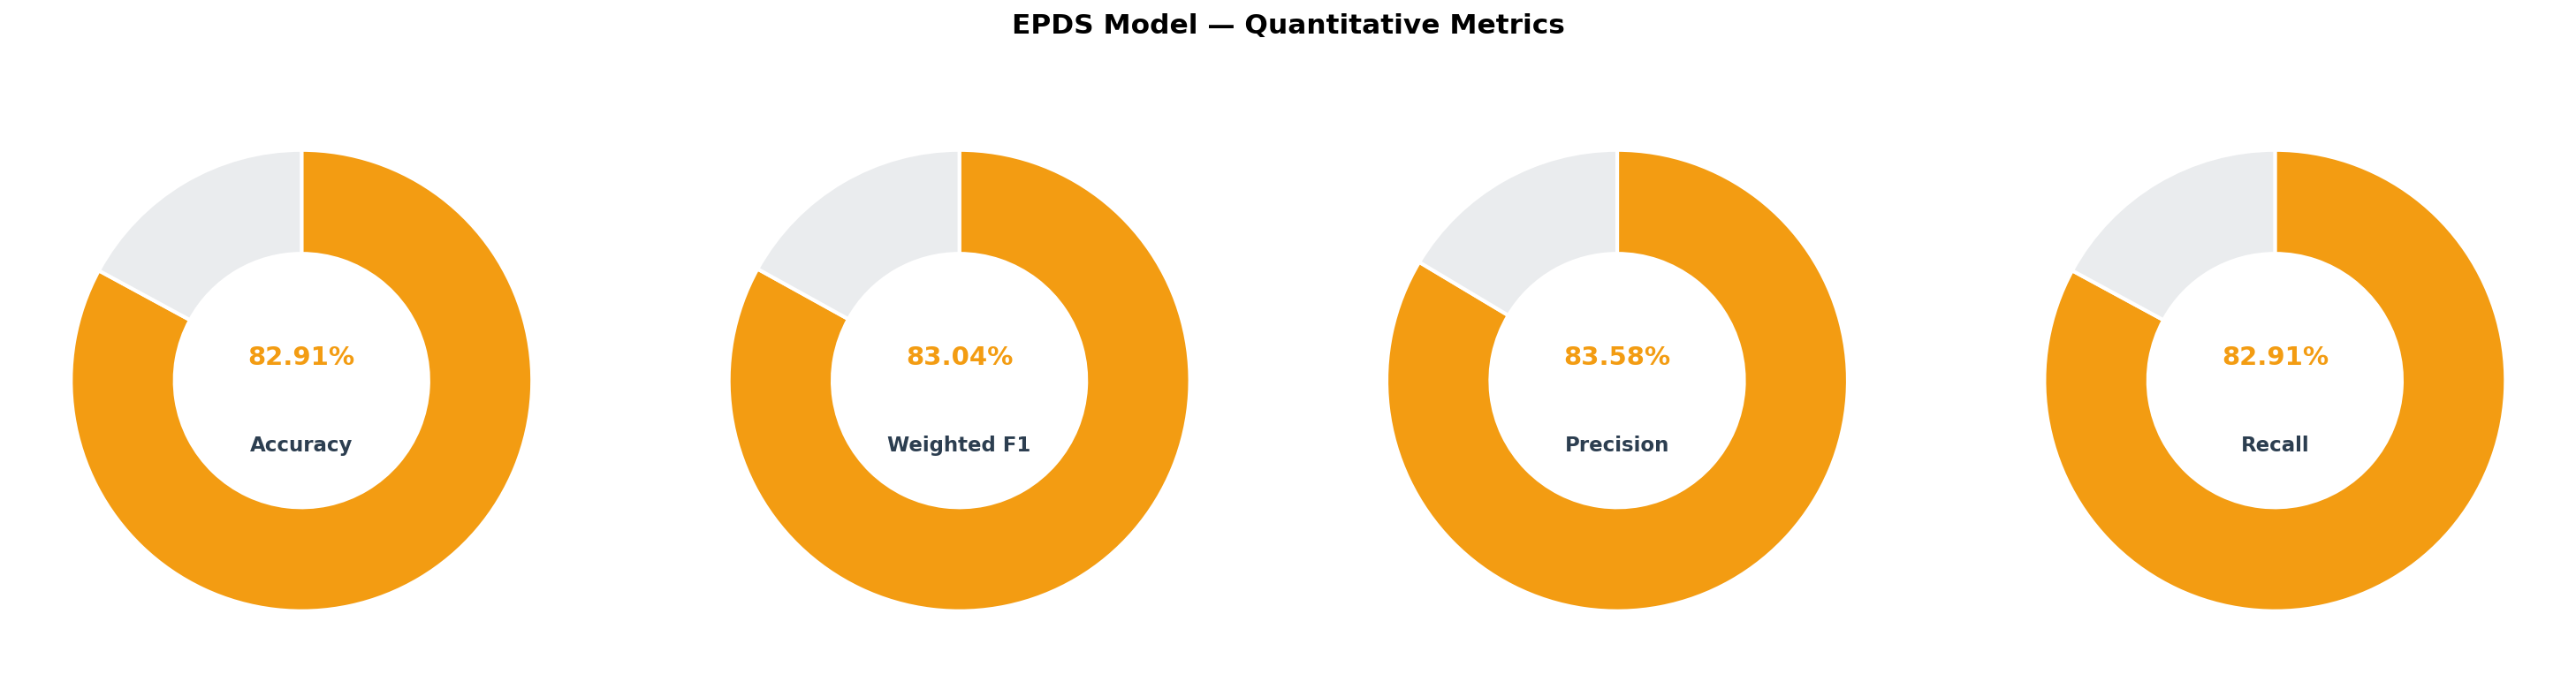 EPDS Model — Quantitative Metrics
82.91%
Accuracy
83.04%
Weighted F1
83.58%
Precision
82.91%
Recall